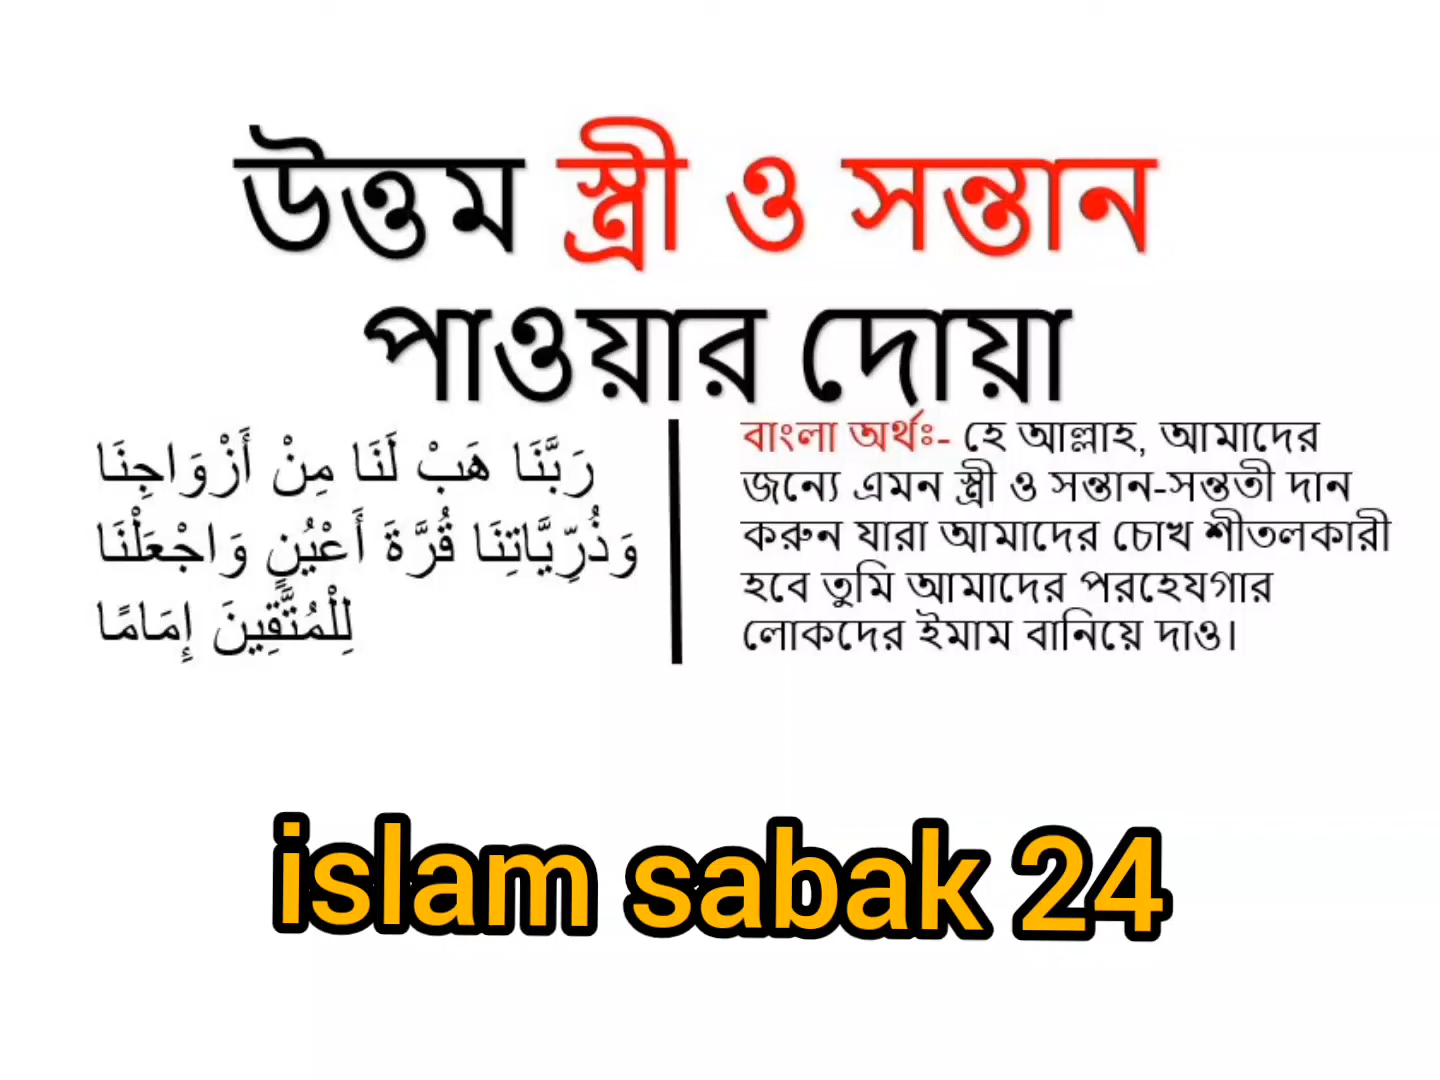 উত্তম স্ত্রী ও সন্তান
পাওয়ার দোয়া
رَبَّنَا هَبْ لَنَا مِنْ أَزْوَاجِنَا
وَذُرِّيَّاتِنَا قُرَّةَ أَعْيُنٍ وَاجْعَلْنَا
لِلْمُتَّقِينَ إِمَامًا
বাংলা অর্থঃ- হে আল্লাহ, আমাদের
জন্যে এমন স্ত্রী ও সন্তান-সন্ততী দান
করুন যারা আমাদের চোখ শীতলকারী
হবে তুমি আমাদের পরহেযগার
লোকদের ইমাম বানিয়ে দাও।
islam sabak 24